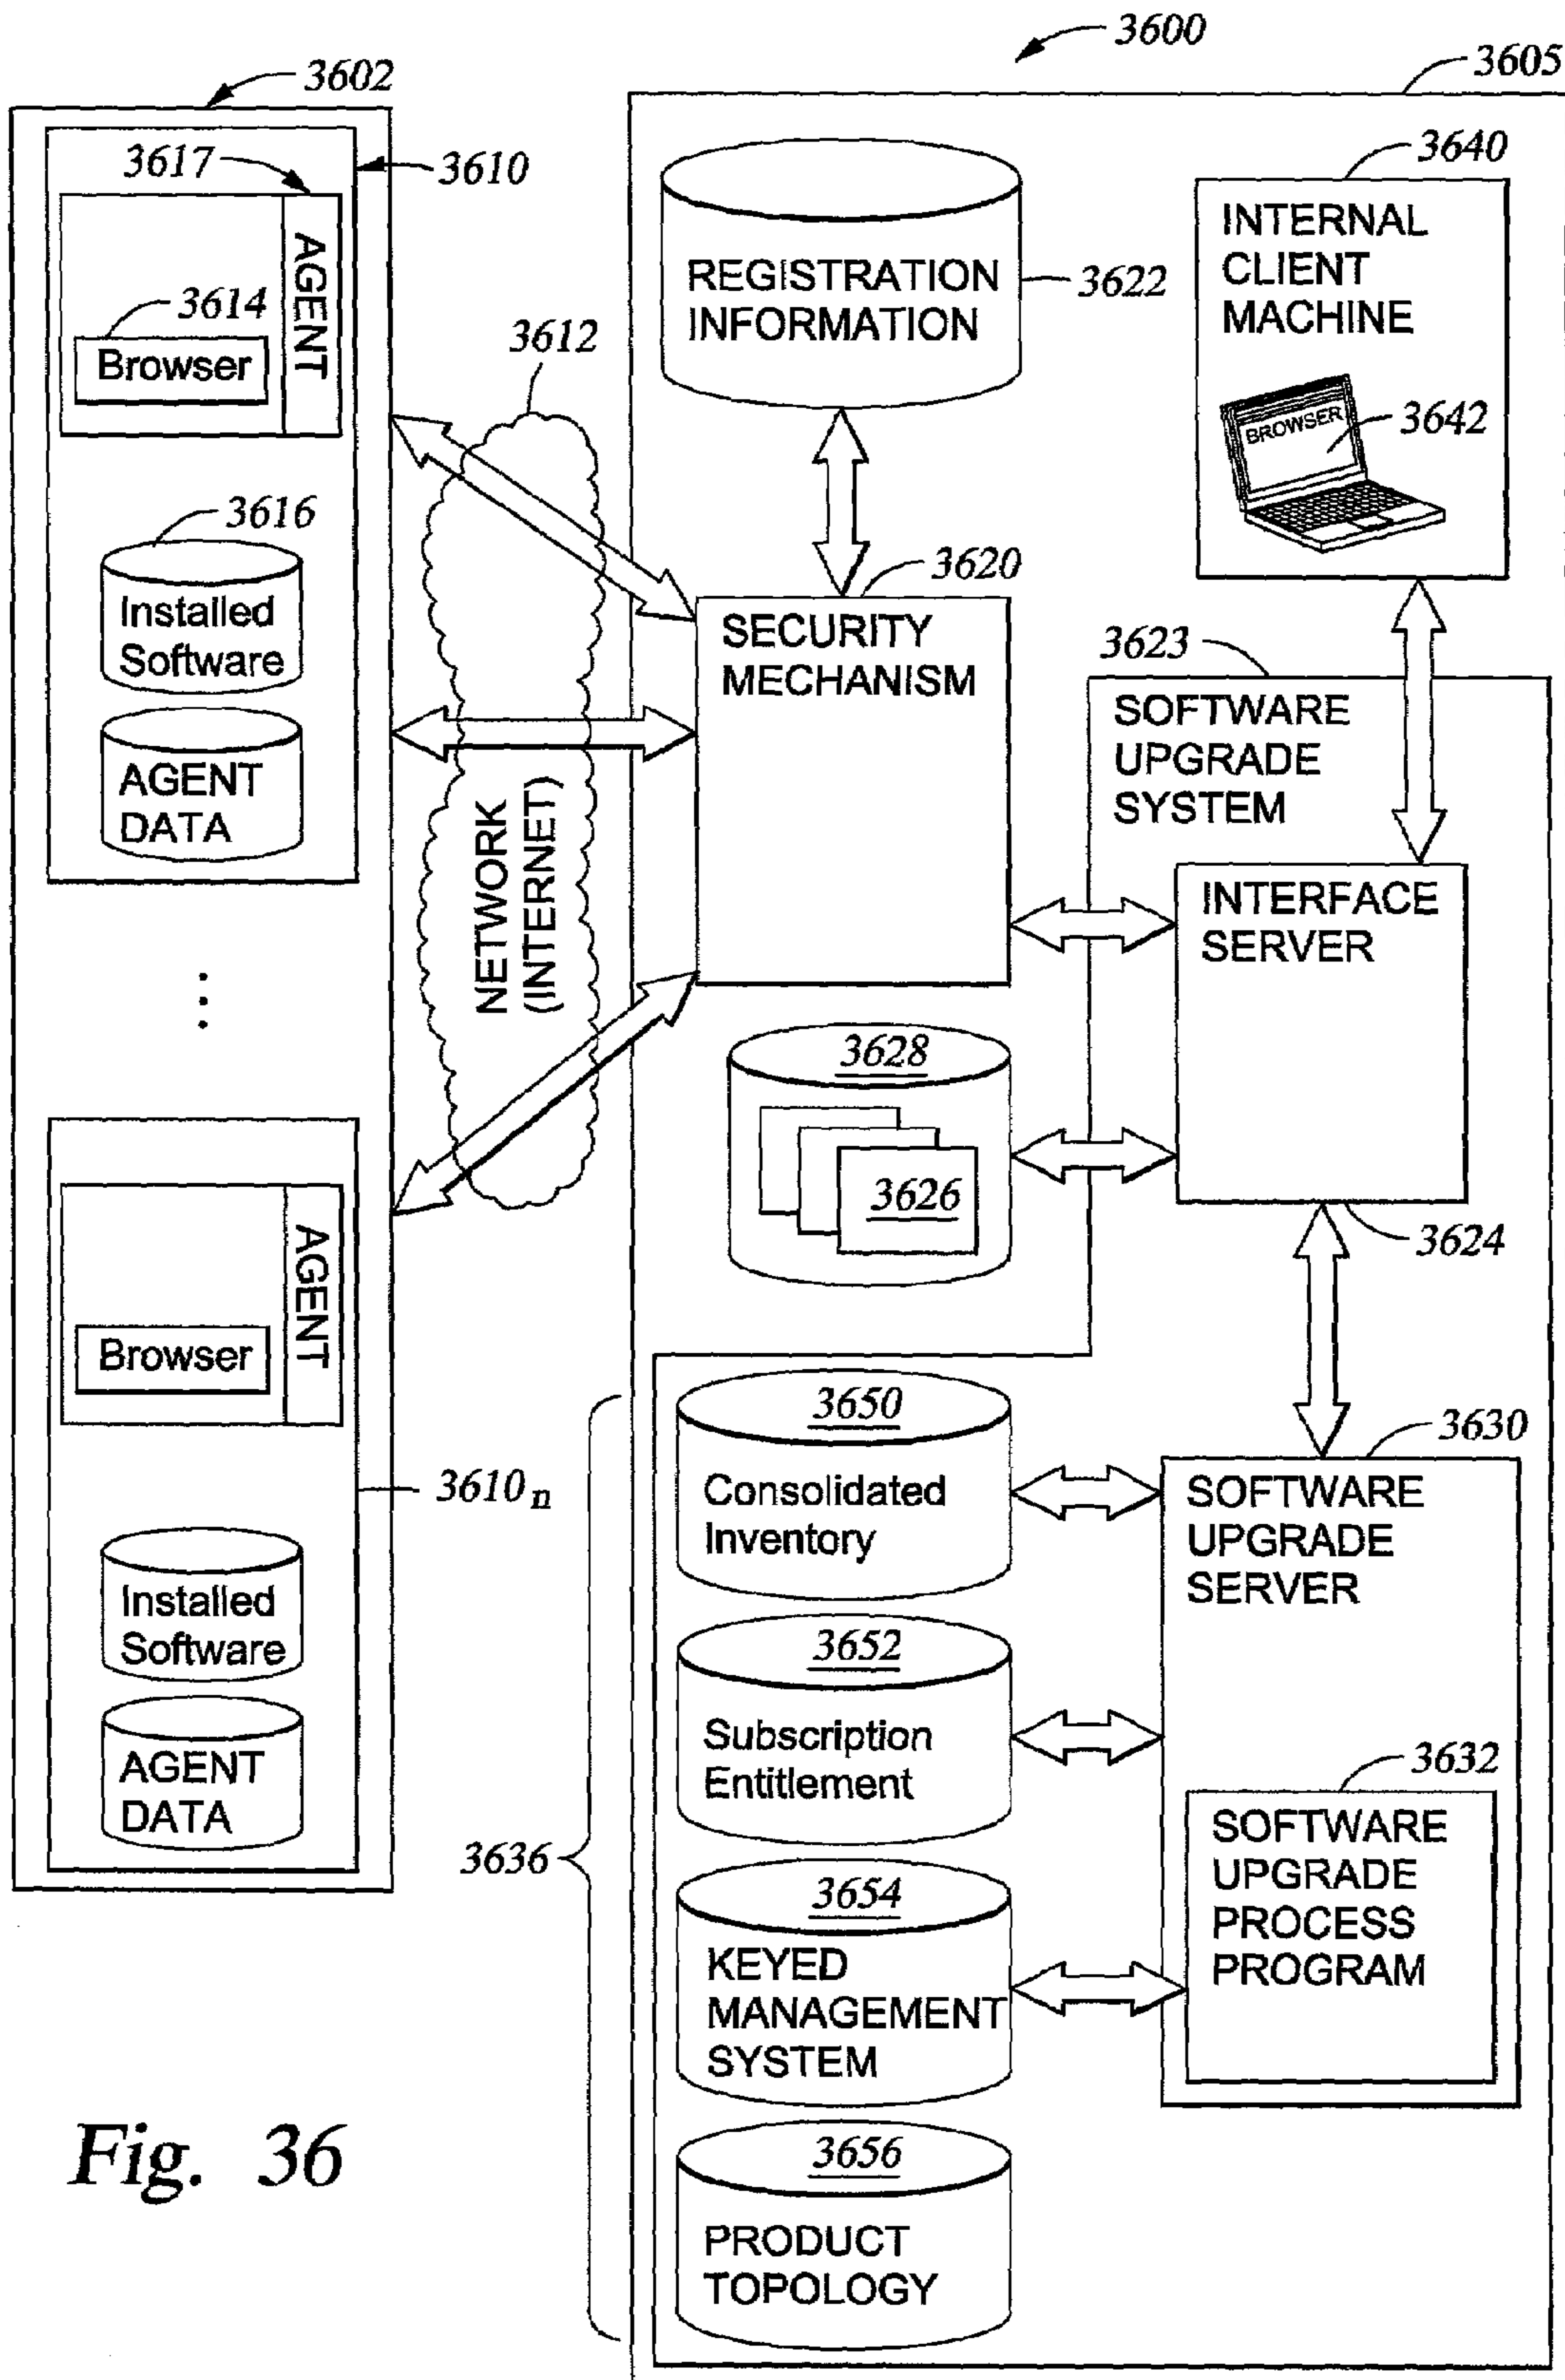 3600
3605
3602
3617
3610
AGENT
3614
Browser
3616
Installed
Software
AGENT
DATA
3612
NETWORK
(INTERNET)
REGISTRATION
INFORMATION
3622
3640
INTERNAL
CLIENT
MACHINE
BROWSER
3642
3620
SECURITY
MECHANISM
3623
SOFTWARE
UPGRADE
SYSTEM
INTERFACE
SERVER
3624
3628
3626
AGENT
Browser
3610n
Installed
Software
AGENT
DATA
3636
3650
Consolidated
Inventory
3652
Subscription
Entitlement
3654
KEYED
MANAGEMENT
SYSTEM
3656
PRODUCT
TOPOLOGY
3630
SOFTWARE
UPGRADE
SERVER
3632
SOFTWARE
UPGRADE
PROCESS
PROGRAM
Fig. 36